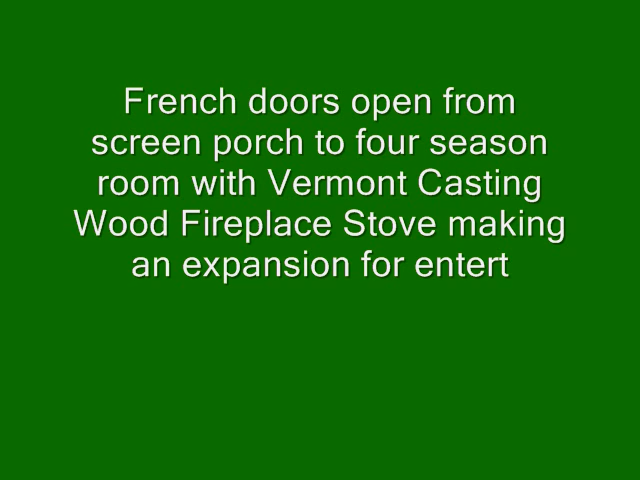 French doors open from
screen porch to four season
room with Vermont Casting
Wood Fireplace Stove making
an expansion for entert